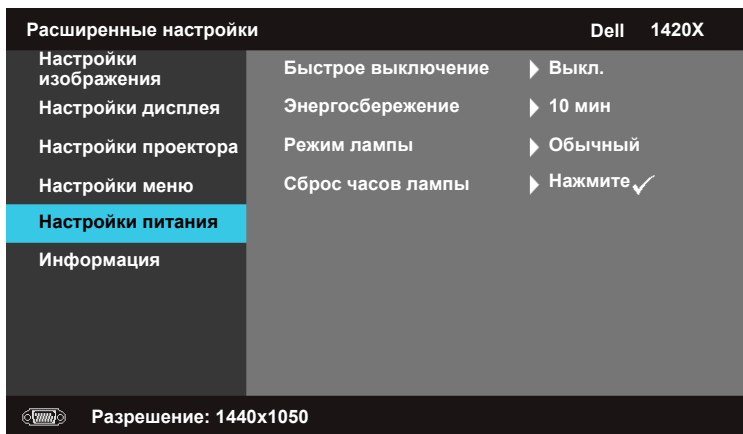 Расширенные настройки Dell 1420X
Настройки
изображения
Быстрое выключение Выкл.
Настройки дисплея Энергосбережение 10 мин
Настройки проектора Режим лампы Обычный
Настройки меню Сброс часов лампы Нажмите
Настройки питания
Информация
Разрешение: 1440x1050